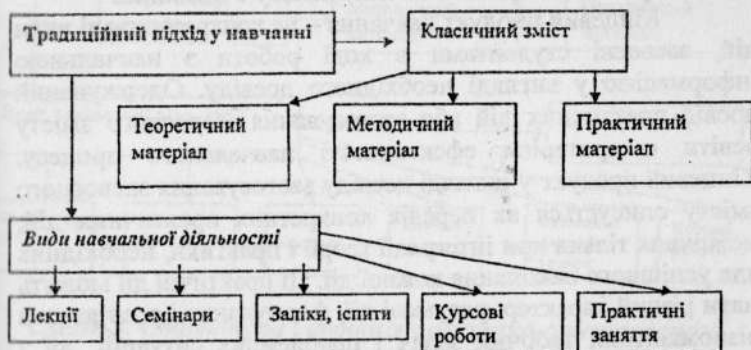 Традиційний підхід у навчанні
Класичний зміст
Теоретичний
матеріал
Методичний
матеріал
Практичний
матеріал
Види навчальної діяльності
Лекції
Семінари
Заліки, іспити
Курсові
роботи
Практичні
заняття